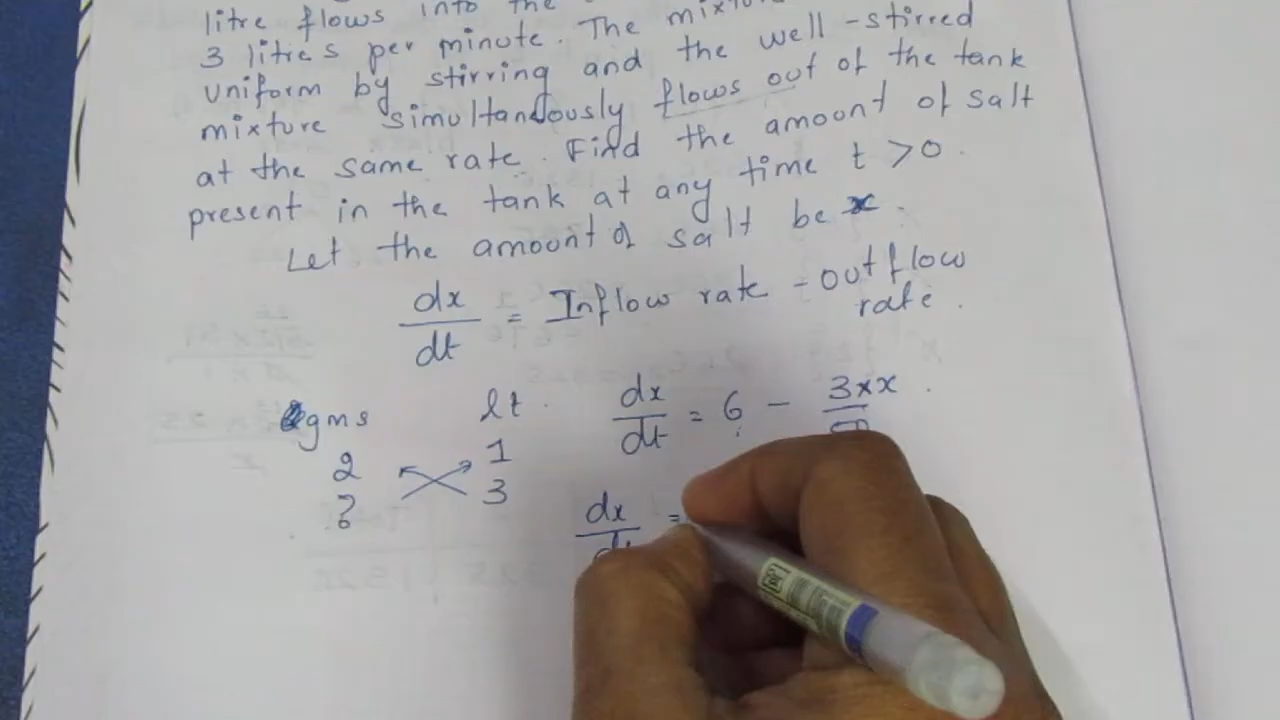 litre flows into the
3 litres per minute. The mixture
uniform by stirring and the well-stirred
mixture simultandously flows out of the tank
at the same rate. Find the amount of salt
present in the tank at any time t > 0.
Let the amount of salt be x.
dx/dt = Inflow rate - outflow rate.
gms lt.
2 1
? 3
dx/dt = 6 - 3xx
dx/dt =